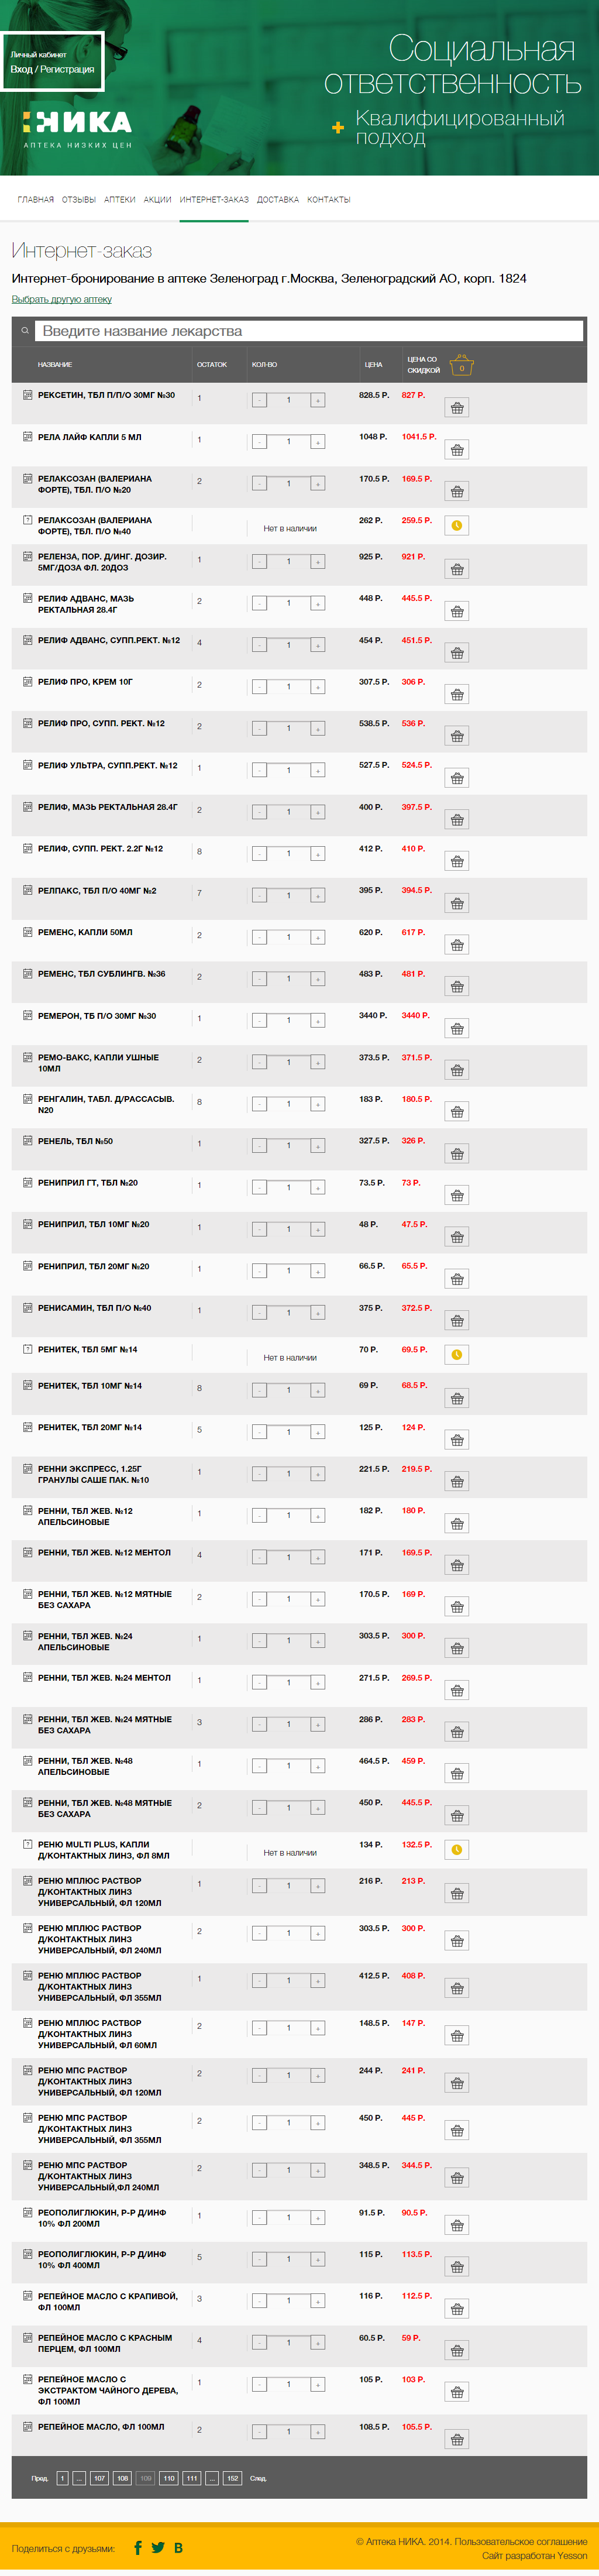 Личный кабинет
Вход / Регистрация
НИКА
АПТЕКА НИЗКИХ ЦЕН
Социальная
ответственность
Квалифицированный
подход
ГЛАВНАЯ ОТЗЫВЫ АПТЕКИ АКЦИИ ИНТЕРНЕТ-ЗАКАЗ ДОСТАВКА КОНТАКТЫ
Интернет-заказ
Интернет-бронирование в аптеке Зеленоград г.Москва, Зеленоградский АО, корп. 1824
Выбрать другую аптеку
Введите название лекарства
НАЗВАНИЕ ОСТАТОК КОЛ-ВО ЦЕНА ЦЕНА СО СКИДКОЙ 0
РЕКСЕТИН, ТБЛ П/П/О 30МГ №30 1 - 1 + 828.5 Р. 827 Р.
РЕЛА ЛАЙФ КАПЛИ 5 МЛ 1 - 1 + 1048 Р. 1041.5 Р.
РЕЛАКСОЗАН (ВАЛЕРИАНА
ФОРТЕ), ТБЛ. П/О №20 2 - 1 + 170.5 Р. 169.5 Р.
РЕЛАКСОЗАН (ВАЛЕРИАНА
ФОРТЕ), ТБЛ. П/О №40 Нет в наличии 262 Р. 259.5 Р.
РЕЛЕНЗА, ПОР. Д/ИНГ. ДОЗИР.
5МГ/ДОЗА ФЛ. 20ДОЗ 1 - 1 + 925 Р. 921 Р.
РЕЛИФ АДВАНС, МАЗЬ
РЕКТАЛЬНАЯ 28.4Г 2 - 1 + 448 Р. 445.5 Р.
РЕЛИФ АДВАНС, СУПП.РЕКТ. №12 4 - 1 + 454 Р. 451.5 Р.
РЕЛИФ ПРО, КРЕМ 10Г 2 - 1 + 307.5 Р. 306 Р.
РЕЛИФ ПРО, СУПП. РЕКТ. №12 2 - 1 + 538.5 Р. 536 Р.
РЕЛИФ УЛЬТРА, СУПП.РЕКТ. №12 1 - 1 + 527.5 Р. 524.5 Р.
РЕЛИФ, МАЗЬ РЕКТАЛЬНАЯ 28.4Г 2 - 1 + 400 Р. 397.5 Р.
РЕЛИФ, СУПП. РЕКТ. 2.2Г №12 8 - 1 + 412 Р. 410 Р.
РЕЛПАКС, ТБЛ П/О 40МГ №2 7 - 1 + 395 Р. 394.5 Р.
РЕМЕНС, КАПЛИ 50МЛ 2 - 1 + 620 Р. 617 Р.
РЕМЕНС, ТБЛ СУБЛИНГВ. №36 2 - 1 + 483 Р. 481 Р.
РЕМЕРОН, ТБ П/О 30МГ №30 1 - 1 + 3440 Р. 3440 Р.
РЕМО-ВАКС, КАПЛИ УШНЫЕ
10МЛ 2 - 1 + 373.5 Р. 371.5 Р.
РЕНГАЛИН, ТАБЛ. Д/РАССАСЫВ.
N20 8 - 1 + 183 Р. 180.5 Р.
РЕНЕЛЬ, ТБЛ №50 1 - 1 + 327.5 Р. 326 Р.
РЕНИПРИЛ ГТ, ТБЛ №20 1 - 1 + 73.5 Р. 73 Р.
РЕНИПРИЛ, ТБЛ 10МГ №20 1 - 1 + 48 Р. 47.5 Р.
РЕНИПРИЛ, ТБЛ 20МГ №20 1 - 1 + 66.5 Р. 65.5 Р.
РЕНИСАМИН, ТБЛ П/О №40 1 - 1 + 375 Р. 372.5 Р.
РЕНИТЕК, ТБЛ 5МГ №14 Нет в наличии 70 Р. 69.5 Р.
РЕНИТЕК, ТБЛ 10МГ №14 8 - 1 + 69 Р. 68.5 Р.
РЕНИТЕК, ТБЛ 20МГ №14 5 - 1 + 125 Р. 124 Р.
РЕННИ ЭКСПРЕСС, 1.25Г
ГРАНУЛЫ САШЕ ПАК. №10 1 - 1 + 221.5 Р. 219.5 Р.
РЕННИ, ТБЛ ЖЕВ. №12
АПЕЛЬСИНОВЫЕ 1 - 1 + 182 Р. 180 Р.
РЕННИ, ТБЛ ЖЕВ. №12 МЕНТОЛ 4 - 1 + 171 Р. 169.5 Р.
РЕННИ, ТБЛ ЖЕВ. №12 МЯТНЫЕ
БЕЗ САХАРА 2 - 1 + 170.5 Р. 169 Р.
РЕННИ, ТБЛ ЖЕВ. №24
АПЕЛЬСИНОВЫЕ 1 - 1 + 303.5 Р. 300 Р.
РЕННИ, ТБЛ ЖЕВ. №24 МЕНТОЛ 1 - 1 + 271.5 Р. 269.5 Р.
РЕННИ, ТБЛ ЖЕВ. №24 МЯТНЫЕ
БЕЗ САХАРА 3 - 1 + 286 Р. 283 Р.
РЕННИ, ТБЛ ЖЕВ. №48
АПЕЛЬСИНОВЫЕ 1 - 1 + 464.5 Р. 459 Р.
РЕННИ, ТБЛ ЖЕВ. №48 МЯТНЫЕ
БЕЗ САХАРА 2 - 1 + 450 Р. 445.5 Р.
РЕНЮ MULTI PLUS, КАПЛИ
Д/КОНТАКТНЫХ ЛИНЗ, ФЛ 8МЛ Нет в наличии 134 Р. 132.5 Р.
РЕНЮ МПЛЮС РАСТВОР
Д/КОНТАКТНЫХ ЛИНЗ
УНИВЕРСАЛЬНЫЙ, ФЛ 120МЛ 1 - 1 + 216 Р. 213 Р.
РЕНЮ МПЛЮС РАСТВОР
Д/КОНТАКТНЫХ ЛИНЗ
УНИВЕРСАЛЬНЫЙ, ФЛ 240МЛ 2 - 1 + 303.5 Р. 300 Р.
РЕНЮ МПЛЮС РАСТВОР
Д/КОНТАКТНЫХ ЛИНЗ
УНИВЕРСАЛЬНЫЙ, ФЛ 355МЛ 1 - 1 + 412.5 Р. 408 Р.
РЕНЮ МПЛЮС РАСТВОР
Д/КОНТАКТНЫХ ЛИНЗ
УНИВЕРСАЛЬНЫЙ, ФЛ 60МЛ 2 - 1 + 148.5 Р. 147 Р.
РЕНЮ МПС РАСТВОР
Д/КОНТАКТНЫХ ЛИНЗ
УНИВЕРСАЛЬНЫЙ, ФЛ 120МЛ 2 - 1 + 244 Р. 241 Р.
РЕНЮ МПС РАСТВОР
Д/КОНТАКТНЫХ ЛИНЗ
УНИВЕРСАЛЬНЫЙ, ФЛ 355МЛ 2 - 1 + 450 Р. 445 Р.
РЕНЮ МПС РАСТВОР
Д/КОНТАКТНЫХ ЛИНЗ
УНИВЕРСАЛЬНЫЙ,ФЛ 240МЛ 2 - 1 + 348.5 Р. 344.5 Р.
РЕОПОЛИГЛЮКИН, Р-Р Д/ИНФ
10% ФЛ 200МЛ 1 - 1 + 91.5 Р. 90.5 Р.
РЕОПОЛИГЛЮКИН, Р-Р Д/ИНФ
10% ФЛ 400МЛ 5 - 1 + 115 Р. 113.5 Р.
РЕПЕЙНОЕ МАСЛО С КРАПИВОЙ,
ФЛ 100МЛ 3 - 1 + 116 Р. 112.5 Р.
РЕПЕЙНОЕ МАСЛО С КРАСНЫМ
ПЕРЦЕМ, ФЛ 100МЛ 4 - 1 + 60.5 Р. 59 Р.
РЕПЕЙНОЕ МАСЛО С
ЭКСТРАКТОМ ЧАЙНОГО ДЕРЕВА,
ФЛ 100МЛ 1 - 1 + 105 Р. 103 Р.
РЕПЕЙНОЕ МАСЛО, ФЛ 100МЛ 2 - 1 + 108.5 Р. 105.5 Р.
Пред. 1 ... 107 108 109 110 111 ... 152 След.
Поделиться с друзьями:
© Аптека НИКА. 2014. Пользовательское соглашение
Сайт разработан Yesson